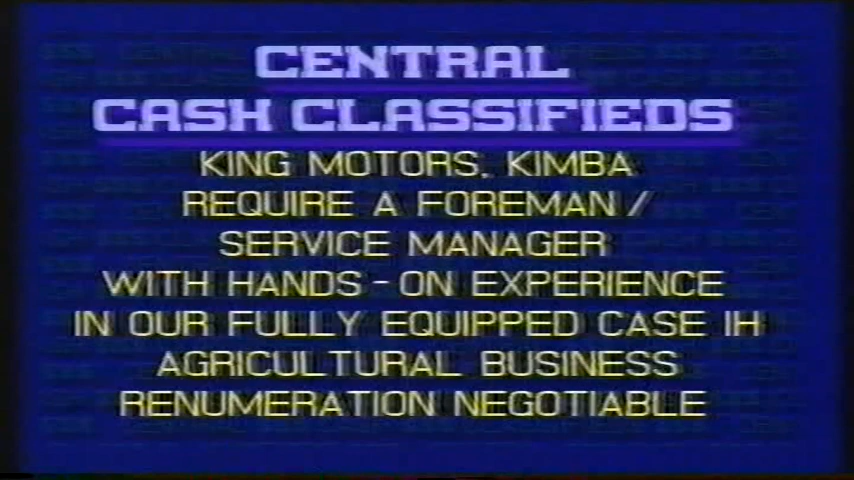 CENTRAL
CASH CLASSIFIEDS
KING MOTORS, KIMBA
REQUIRE A FOREMAN/
SERVICE MANAGER
WITH HANDS-ON EXPERIENCE
IN OUR FULLY EQUIPPED CASE IH
AGRICULTURAL BUSINESS
RENUMERATION NEGOTIABLE